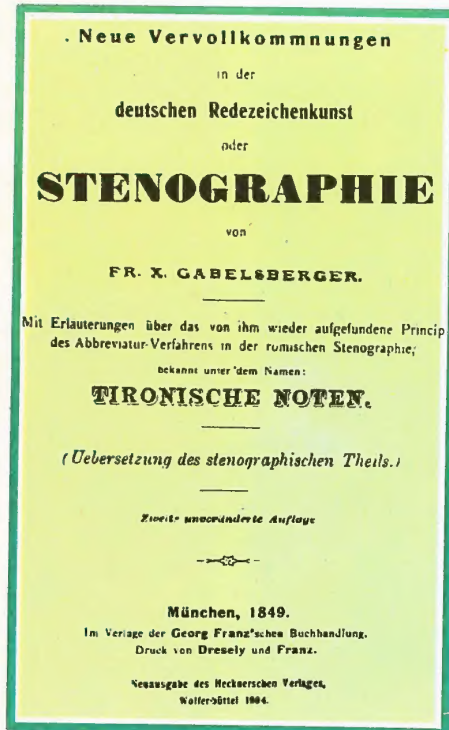 Neue Vervollkommnungen
in der
deutschen Redezeichenkunst
oder
STENOGRAPHIE
von
FR. X. GABELSBERGER.
Mit Erlauterungen über das von ihm wieder aufgefundene Princip
des Abbreviatur-Verfahrens in der romischen Stenographie,
bekannt unter dem Namen:
TIRONISCHE NOTEN.
(Uebersetzung des stenographischen Theils.)
Zweite unveränderte Auflage
München, 1849.
Im Verlage der Georg Franz'schen Buchhandlung.
Druck von Dresely und Franz.
Neuausgabe des Hecknerschen Verlages,
Wolfenbüttel 1904.